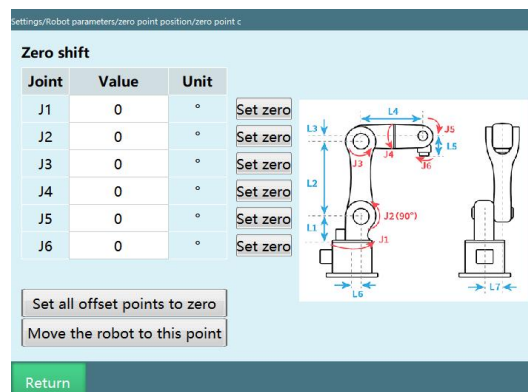 Settings/Robot parameters/zero point position/zero point c
Zero shift
Joint Value Unit
J1 0 ° Set zero
J2 0 ° Set zero
J3 0 ° Set zero
J4 0 ° Set zero
J5 0 ° Set zero
J6 0 ° Set zero
L4
L3
J5
L5
J4
J3
J6
L2
J2(90°)
L1
J1
L6
L7
Set all offset points to zero
Move the robot to this point
Return